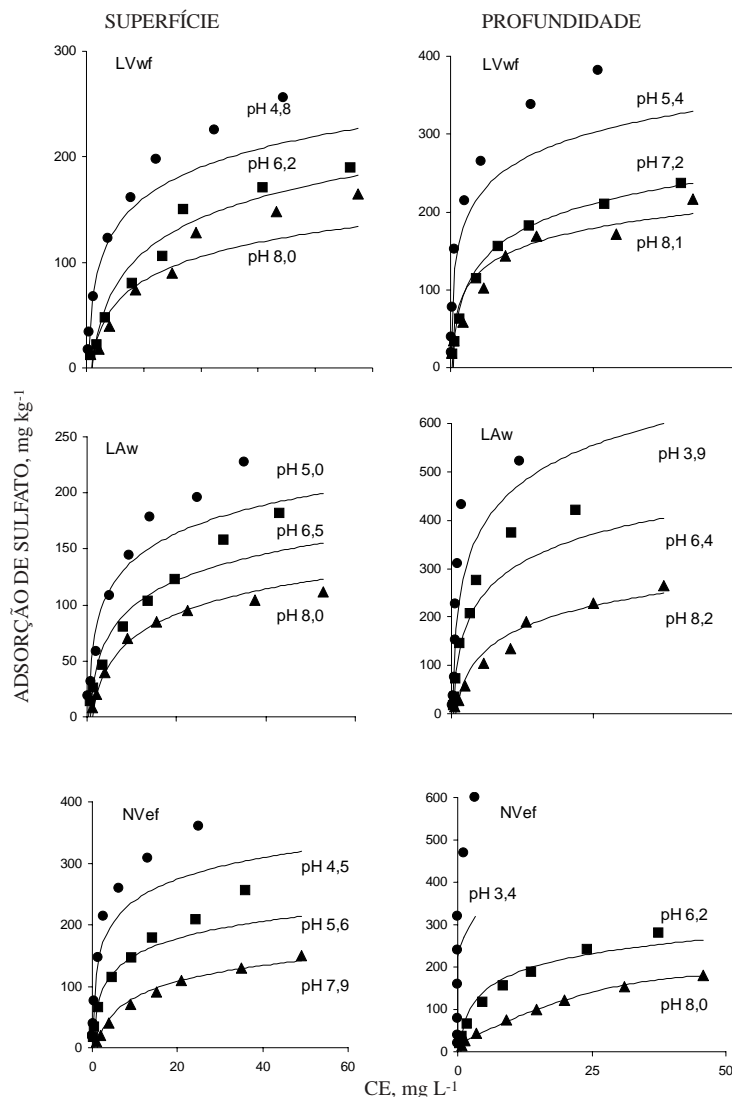 SUPERFÍCIE
PROFUNDIDADE
ADSORÇÃO DE SULFATO, mg kg-1
300
200
100
0
LVwf
pH 4,8
pH 6,2
pH 8,0
400
300
200
100
0
LVwf
pH 5,4
pH 7,2
pH 8,1
250
200
150
100
50
0
LAw
pH 5,0
pH 6,5
pH 8,0
600
500
400
300
200
100
0
LAw
pH 3,9
pH 6,4
pH 8,2
400
300
200
100
0
NVef
pH 4,5
pH 5,6
pH 7,9
0 20 40 60
600
500
400
300
200
100
0
NVef
pH 3,4
pH 6,2
pH 8,0
0 25 50
CE, mg L-1